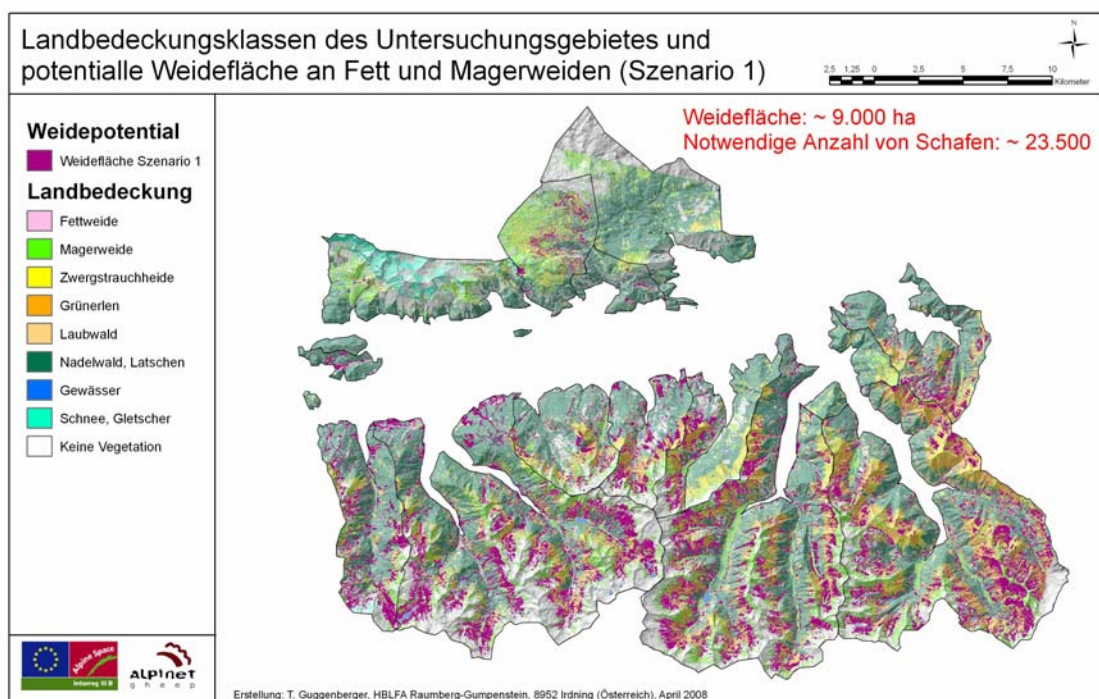 Landbedeckungsklassen des Untersuchungsgebietes und
potentialle Weidefläche an Fett und Magerweiden (Szenario 1)
N
2,5 1,25 0 2,5 5 7,5 10
Kilometer
Weidepotential
Weidefläche Szenario 1
Landbedeckung
Fettweide
Magerweide
Zwergstrauchheide
Grünerlen
Laubwald
Nadelwald, Latschen
Gewässer
Schnee, Gletscher
Keine Vegetation
Weidefläche: ~ 9.000 ha
Notwendige Anzahl von Schafen: ~ 23.500
Alpine Space
Interreg III B
ALPINET
gheep
Erstellung: T. Guggenberger, HBLFA Raumberg-Gumpenstein, 8952 Irdning (Österreich), April 2008